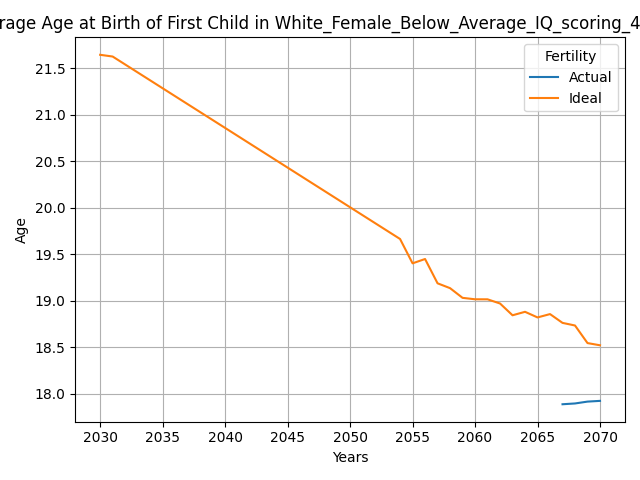 rage Age at Birth of First Child in White_Female_Below_Average_IQ_scoring_4
Fertility
Actual
Ideal
21.5
21.0
20.5
20.0
19.5
19.0
18.5
18.0
Age
2030 2035 2040 2045 2050 2055 2060 2065 2070
Years